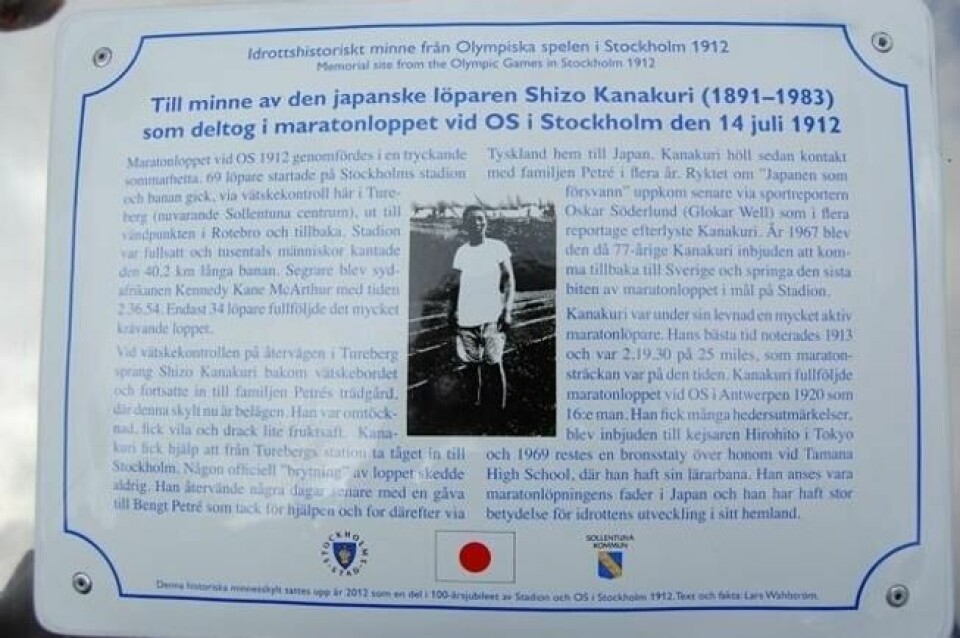 Idrottshistoriskt minne från Olympiska spelen i Stockholm 1912
Memorial site from the Olympic Games in Stockholm 1912
Till minne av den japanske löparen Shizo Kanakuri (1891–1983)
som deltog i maratonloppet vid OS i Stockholm den 14 juli 1912
Maratonloppet vid OS 1912 genomfördes i en tryckande
sommarhetta. 69 löpare startade på Stockholms stadion
och banan gick, via vätskekontroll här i Ture-
berg (nuvarande Sollentuna centrum), ut till
vändpunkten i Rotebro och tillbaka. Stadion
var fullsatt och tusentals människor kantade
den 40,2 km långa banan. Segrare blev syd-
afrikanen Kennedy Kane McArthur med tiden
2.36.54. Endast 34 löpare fullföljde det mycket
krävande loppet.
Vid vätskekontrollen på återvägen i Tureberg
sprang Shizo Kanakuri bakom vätskebordet
och fortsatte in till familjen Petrés trädgård,
där denna skylt nu är belägen. Han var omtöck-
nad, fick vila och drack lite fruktsaft. Kana-
kuri fick hjälp att från Turebergs station ta tåget in till
Stockholm. Någon officiell "brytning" av loppet skedde
aldrig. Han återvände några dagar senare med en gåva
till Bengt Petré som tack för hjälpen och for därefter via
Tyskland hem till Japan. Kanakuri höll sedan kontakt
med familjen Petré i flera år. Ryktet om "Japanen som
försvann" uppkom senare via sportreportern
Oskar Söderlund (Glokar Well) som i flera
reportage efterlyste Kanakuri. År 1967 blev
den då 77-årige Kanakuri inbjuden att kom-
ma tillbaka till Sverige och springa den sista
biten av maratonloppet i mål på Stadion.
Kanakuri var under sin levnad en mycket aktiv
maratonlöpare. Hans bästa tid noterades 1913
och var 2.19.30 på 25 miles, som maraton-
sträckan var på den tiden. Kanakuri fullföljde
maratonloppet vid OS i Antwerpen 1920 som
16:e man. Han fick många hedersutmärkelser,
blev inbjuden till kejsaren Hirohito i Tokyo
och 1969 restes en bronsstaty över honom vid Tamana
High School, där han haft sin lärarbana. Han anses vara
maratonlöpningens fader i Japan och han har haft stor
betydelse för idrottens utveckling i sitt hemland.
STOCKHOLMS
STAD
SOLLENTUNA
KOMMUN
Denna historiska minnesskylt sattes upp år 2012 som en del i 100-årsjubileet av Stadion och OS i Stockholm 1912. Text och fakta: Lars Wahlström.